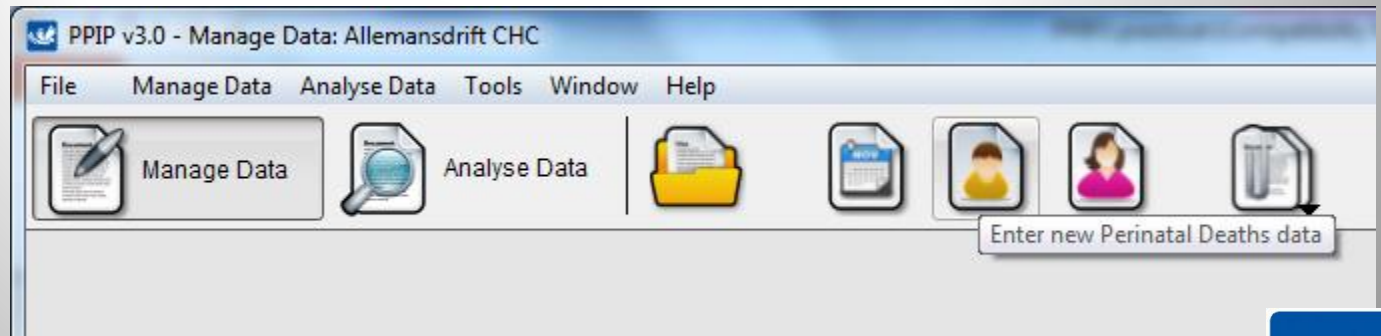 PPIP v3.0 - Manage Data: Allemansdrift CHC
File Manage Data Analyse Data Tools Window Help
Manage Data Analyse Data NOV
Enter new Perinatal Deaths data